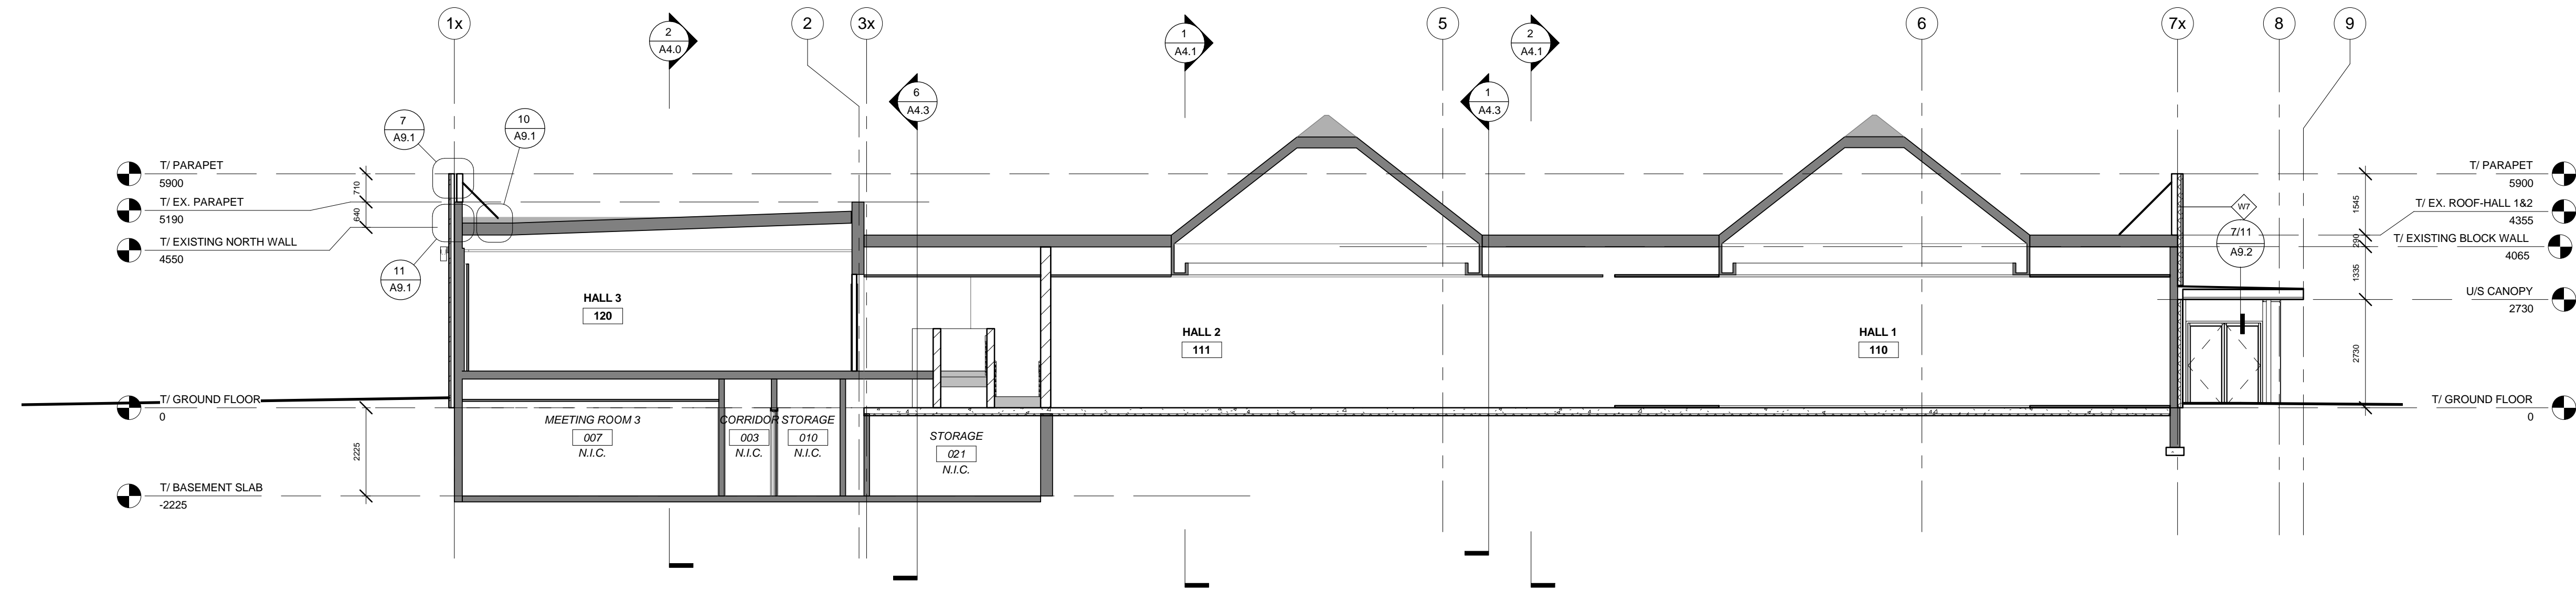 1x
2
3x
5
6
7x
8
9
2
A4.0
1
A4.1
2
A4.1
6
A4.3
1
A4.3
7
A9.1
10
A9.1
11
A9.1
T/ PARAPET
5900
T/ EX. PARAPET
5190
T/ EXISTING NORTH WALL
4550
T/ GROUND FLOOR
0
T/ BASEMENT SLAB
-2225
710
640
2225
HALL 3
120
HALL 2
111
HALL 1
110
MEETING ROOM 3
007
N.I.C.
CORRIDOR
003
N.I.C.
STORAGE
010
N.I.C.
STORAGE
021
N.I.C.
W7
7/11
A9.2
1545
290
1335
2730
T/ PARAPET
5900
T/ EX. ROOF-HALL 1&2
4355
T/ EXISTING BLOCK WALL
4065
U/S CANOPY
2730
T/ GROUND FLOOR
0